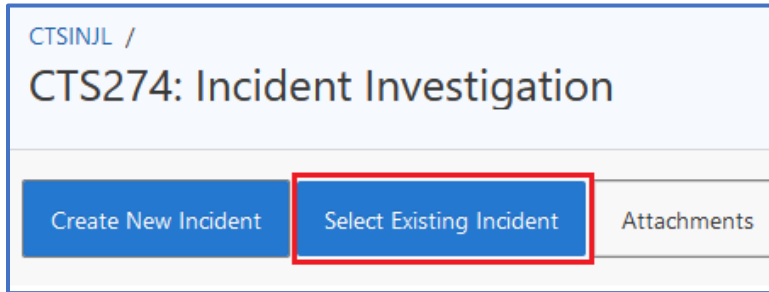 CTSINJL /
CTS274: Incident Investigation
Create New Incident Select Existing Incident Attachments